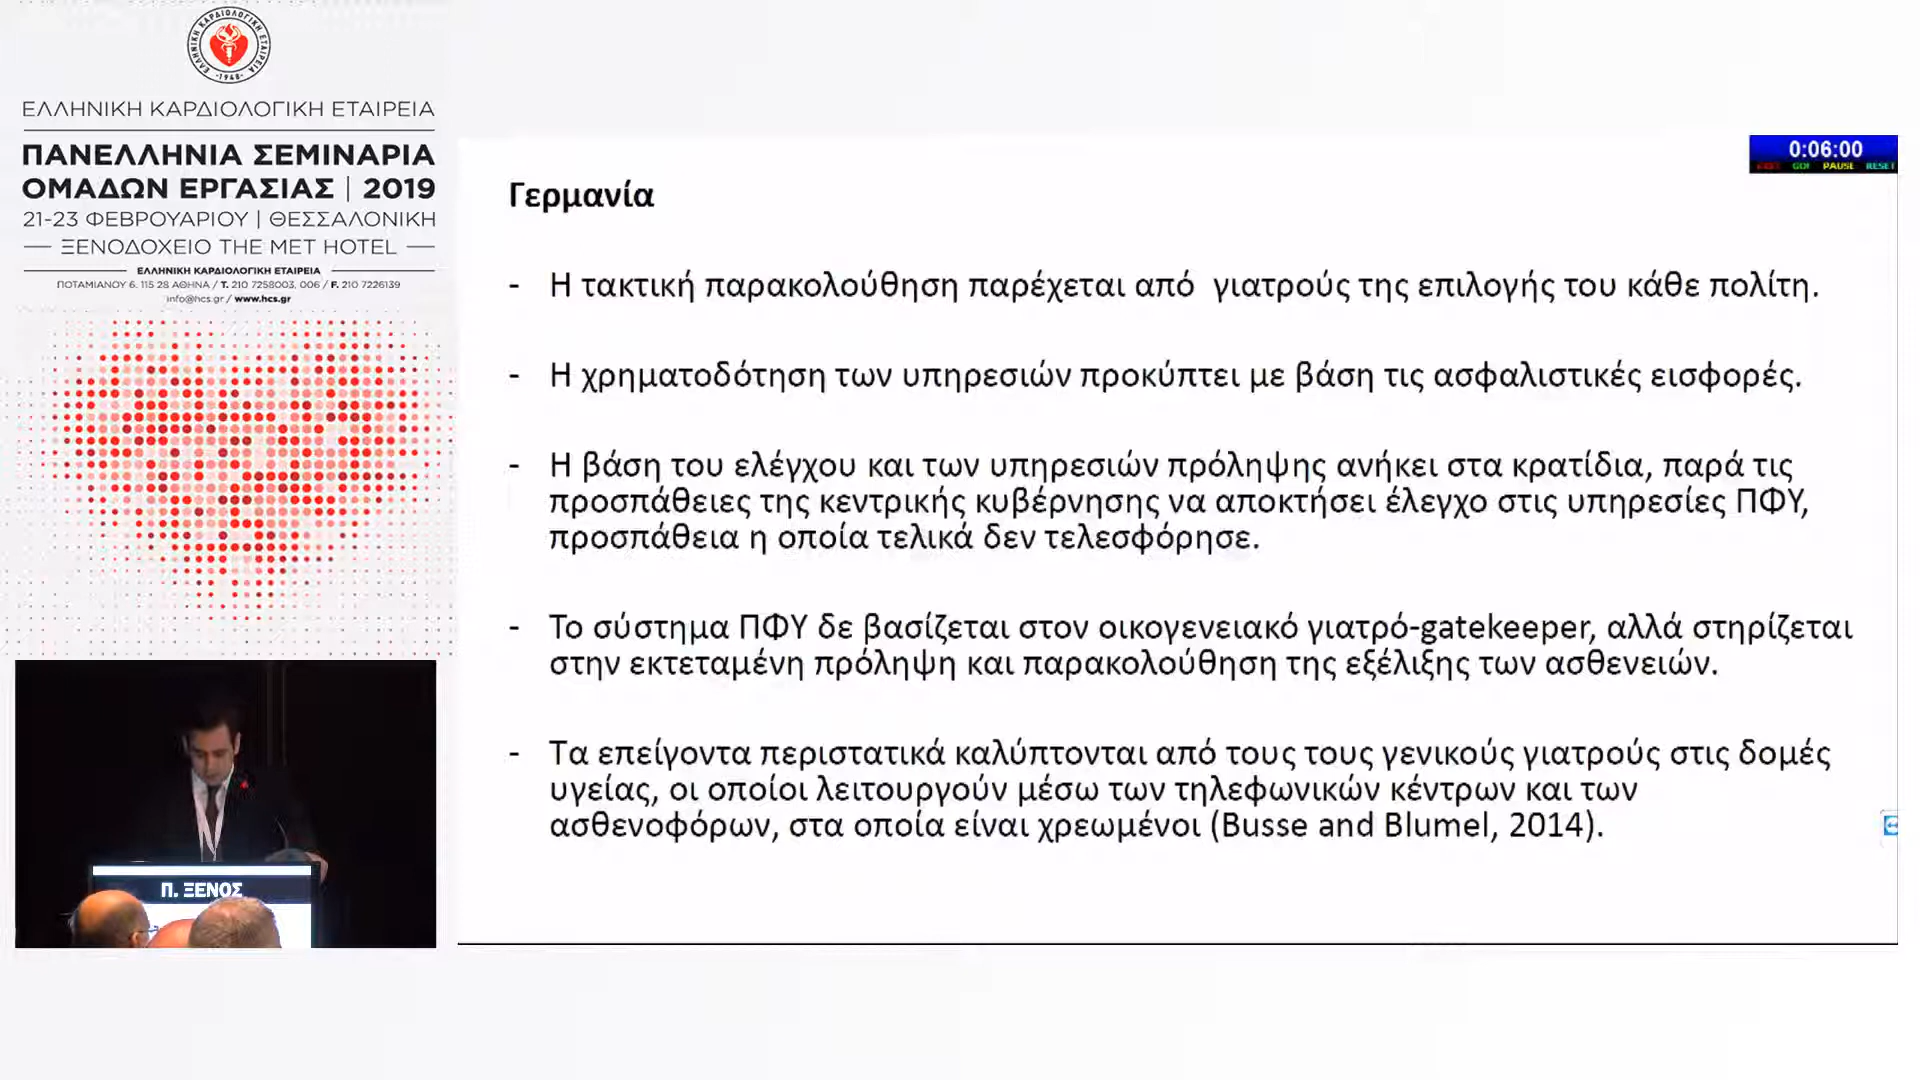 ΕΛΛΗΝΙΚΗ ΚΑΡΔΙΟΛΟΓΙΚΗ ΕΤΑΙΡΕΙΑ
-1948-
ΕΛΛΗΝΙΚΗ ΚΑΡΔΙΟΛΟΓΙΚΗ ΕΤΑΙΡΕΙΑ
ΠΑΝΕΛΛΗΝΙΑ ΣΕΜΙΝΑΡΙΑ
ΟΜΑΔΩΝ ΕΡΓΑΣΙΑΣ | 2019
21-23 ΦΕΒΡΟΥΑΡΙΟΥ | ΘΕΣΣΑΛΟΝΙΚΗ
ΞΕΝΟΔΟΧΕΙΟ THE MET HOTEL
ΕΛΛΗΝΙΚΗ ΚΑΡΔΙΟΛΟΓΙΚΗ ΕΤΑΙΡΕΙΑ
ΠΟΤΑΜΙΑΝΟΥ 6. 115 28 ΑΘΗΝΑ / Τ. 210 7258003, 006 / F. 210 7226139
info@hcs.gr / www.hcs.gr
0:06:00
GO! PAUSE RESET
Γερμανία
- Η τακτική παρακολούθηση παρέχεται από γιατρούς της επιλογής του κάθε πολίτη.
- Η χρηματοδότηση των υπηρεσιών προκύπτει με βάση τις ασφαλιστικές εισφορές.
- Η βάση του ελέγχου και των υπηρεσιών πρόληψης ανήκει στα κρατίδια, παρά τις
προσπάθειες της κεντρικής κυβέρνησης να αποκτήσει έλεγχο στις υπηρεσίες ΠΦΥ,
προσπάθεια η οποία τελικά δεν τελεσφόρησε.
- Το σύστημα ΠΦΥ δε βασίζεται στον οικογενειακό γιατρό-gatekeeper, αλλά στηρίζεται
στην εκτεταμένη πρόληψη και παρακολούθηση της εξέλιξης των ασθενειών.
- Τα επείγοντα περιστατικά καλύπτονται από τους τους γενικούς γιατρούς στις δομές
υγείας, οι οποίοι λειτουργούν μέσω των τηλεφωνικών κέντρων και των
ασθενοφόρων, στα οποία είναι χρεωμένοι (Busse and Blumel, 2014).
Π. ΞΕΝΟΣ